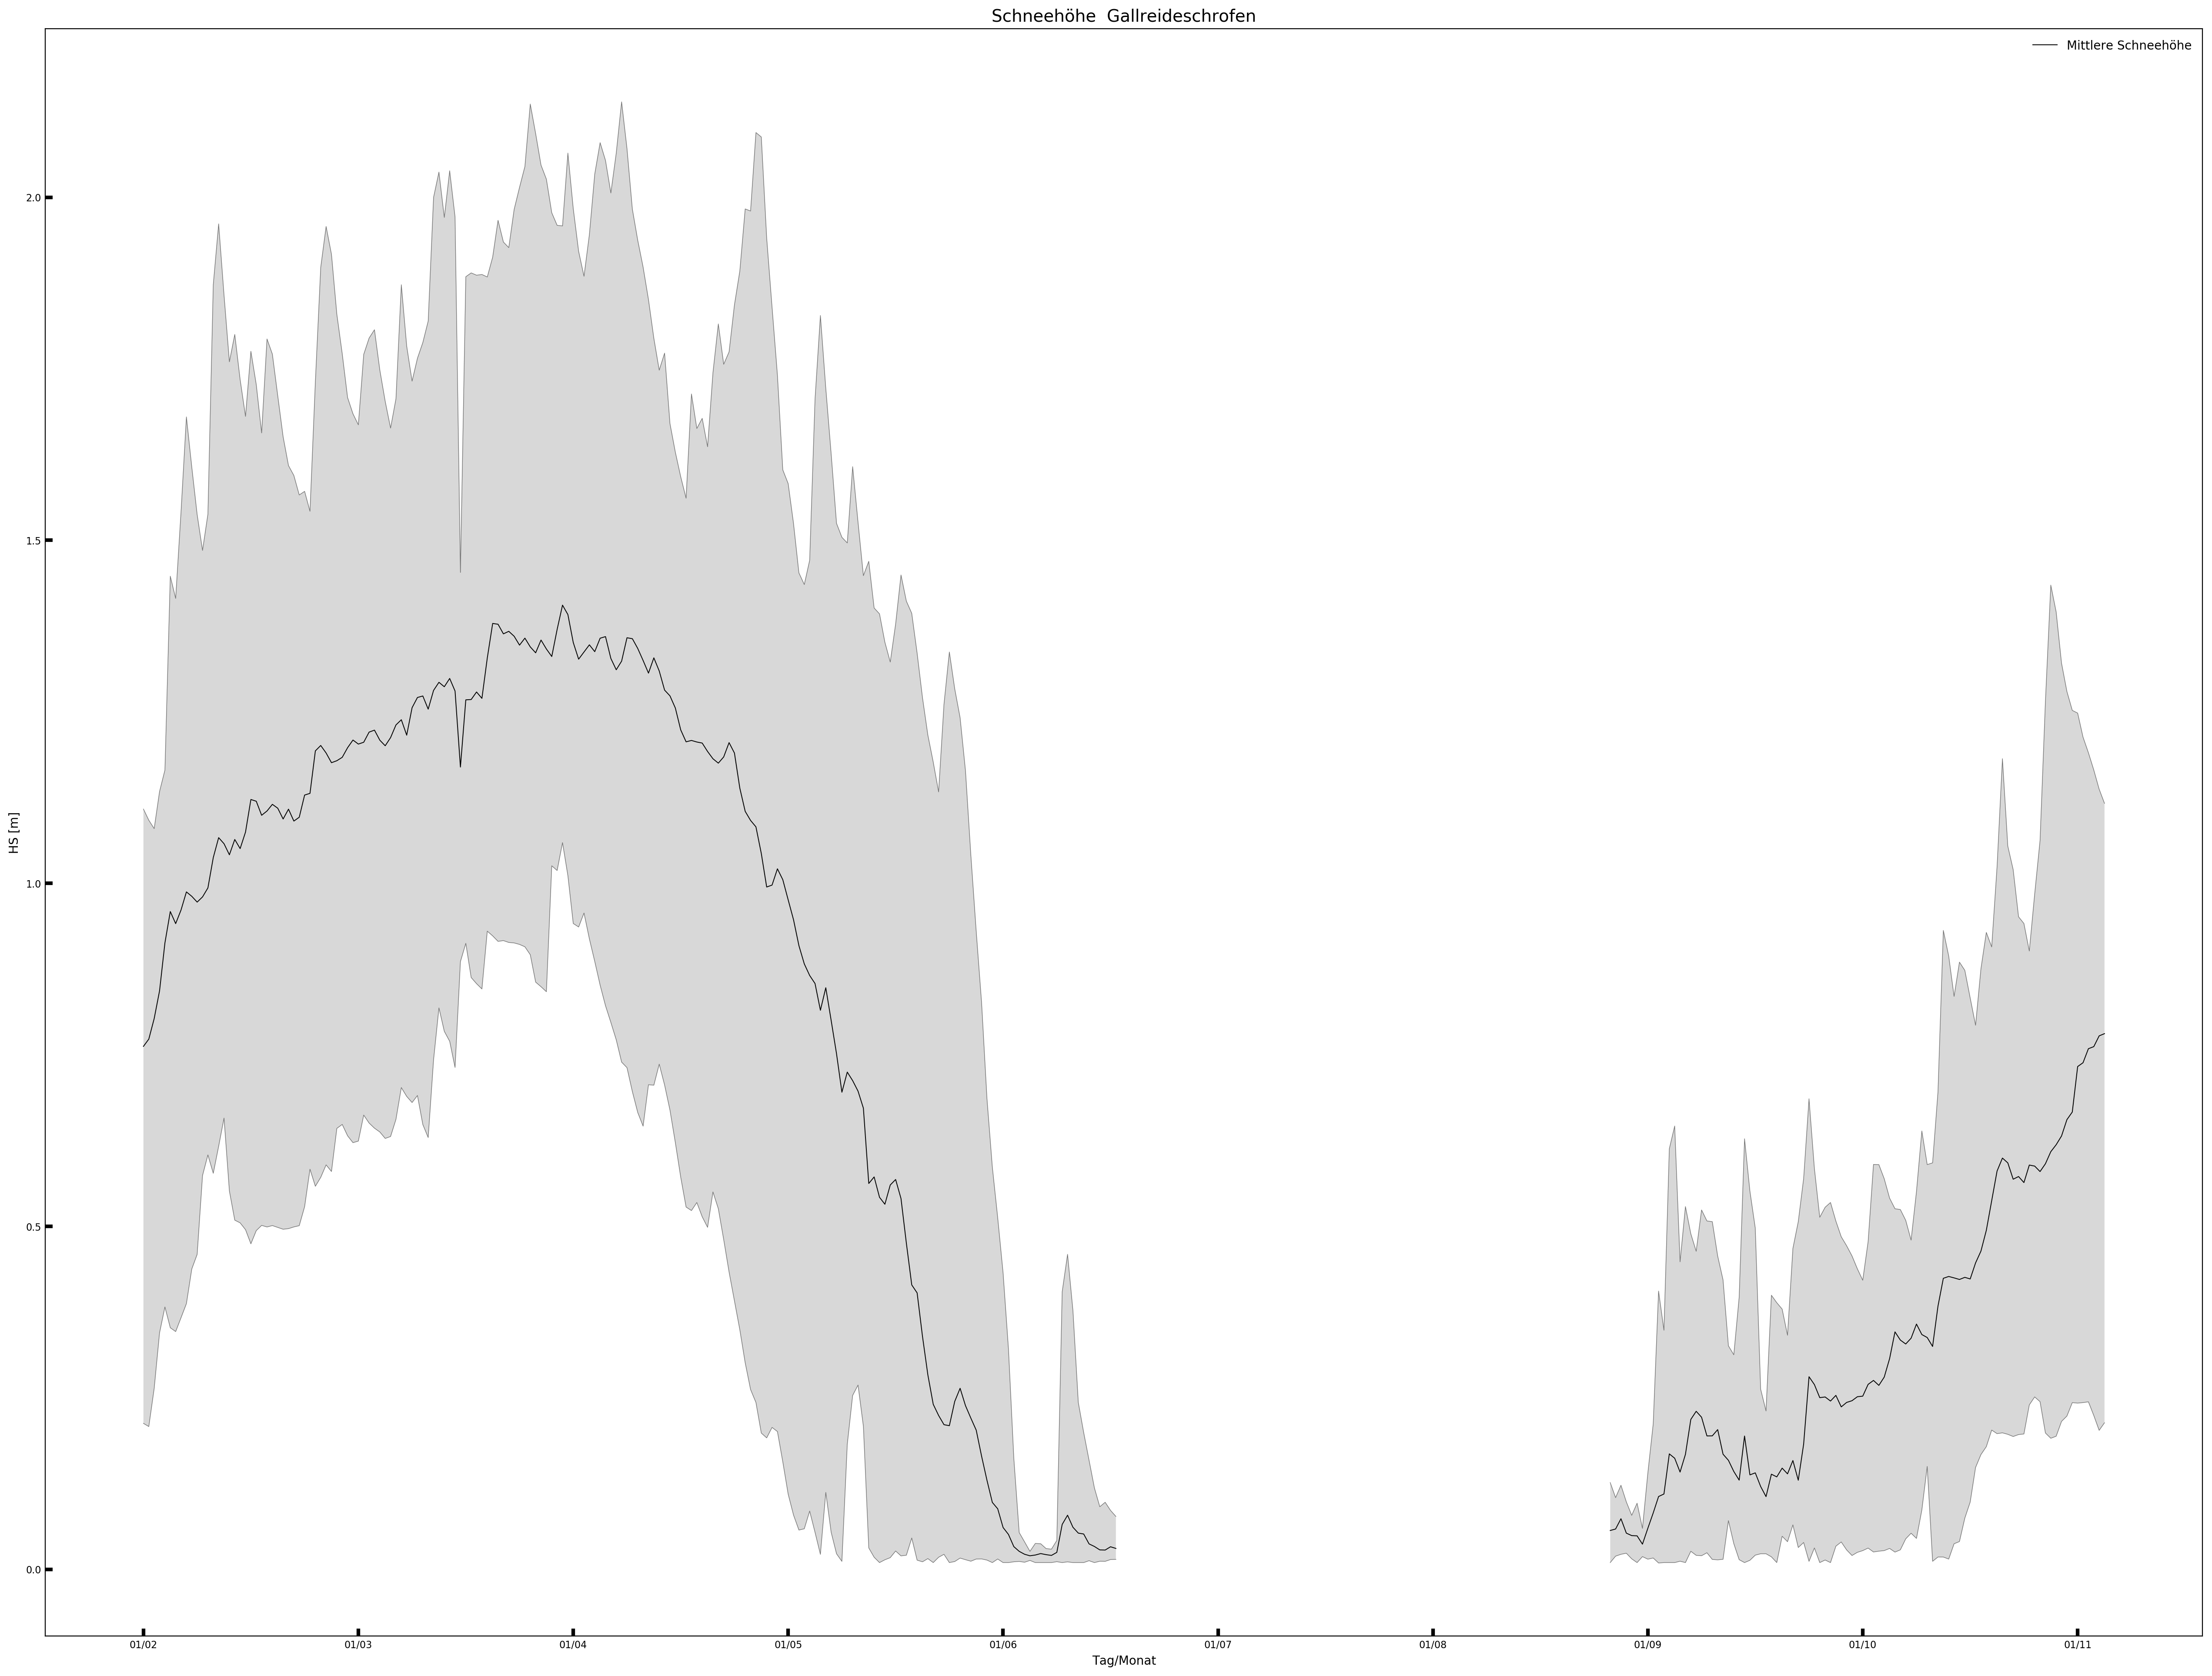 Schneehöhe  Gallreideschrofen
Mittlere Schneehöhe
HS [m]
2.0
1.5
1.0
0.5
0.0
01/02 01/03 01/04 01/05 01/06 01/07 01/08 01/09 01/10 01/11
Tag/Monat